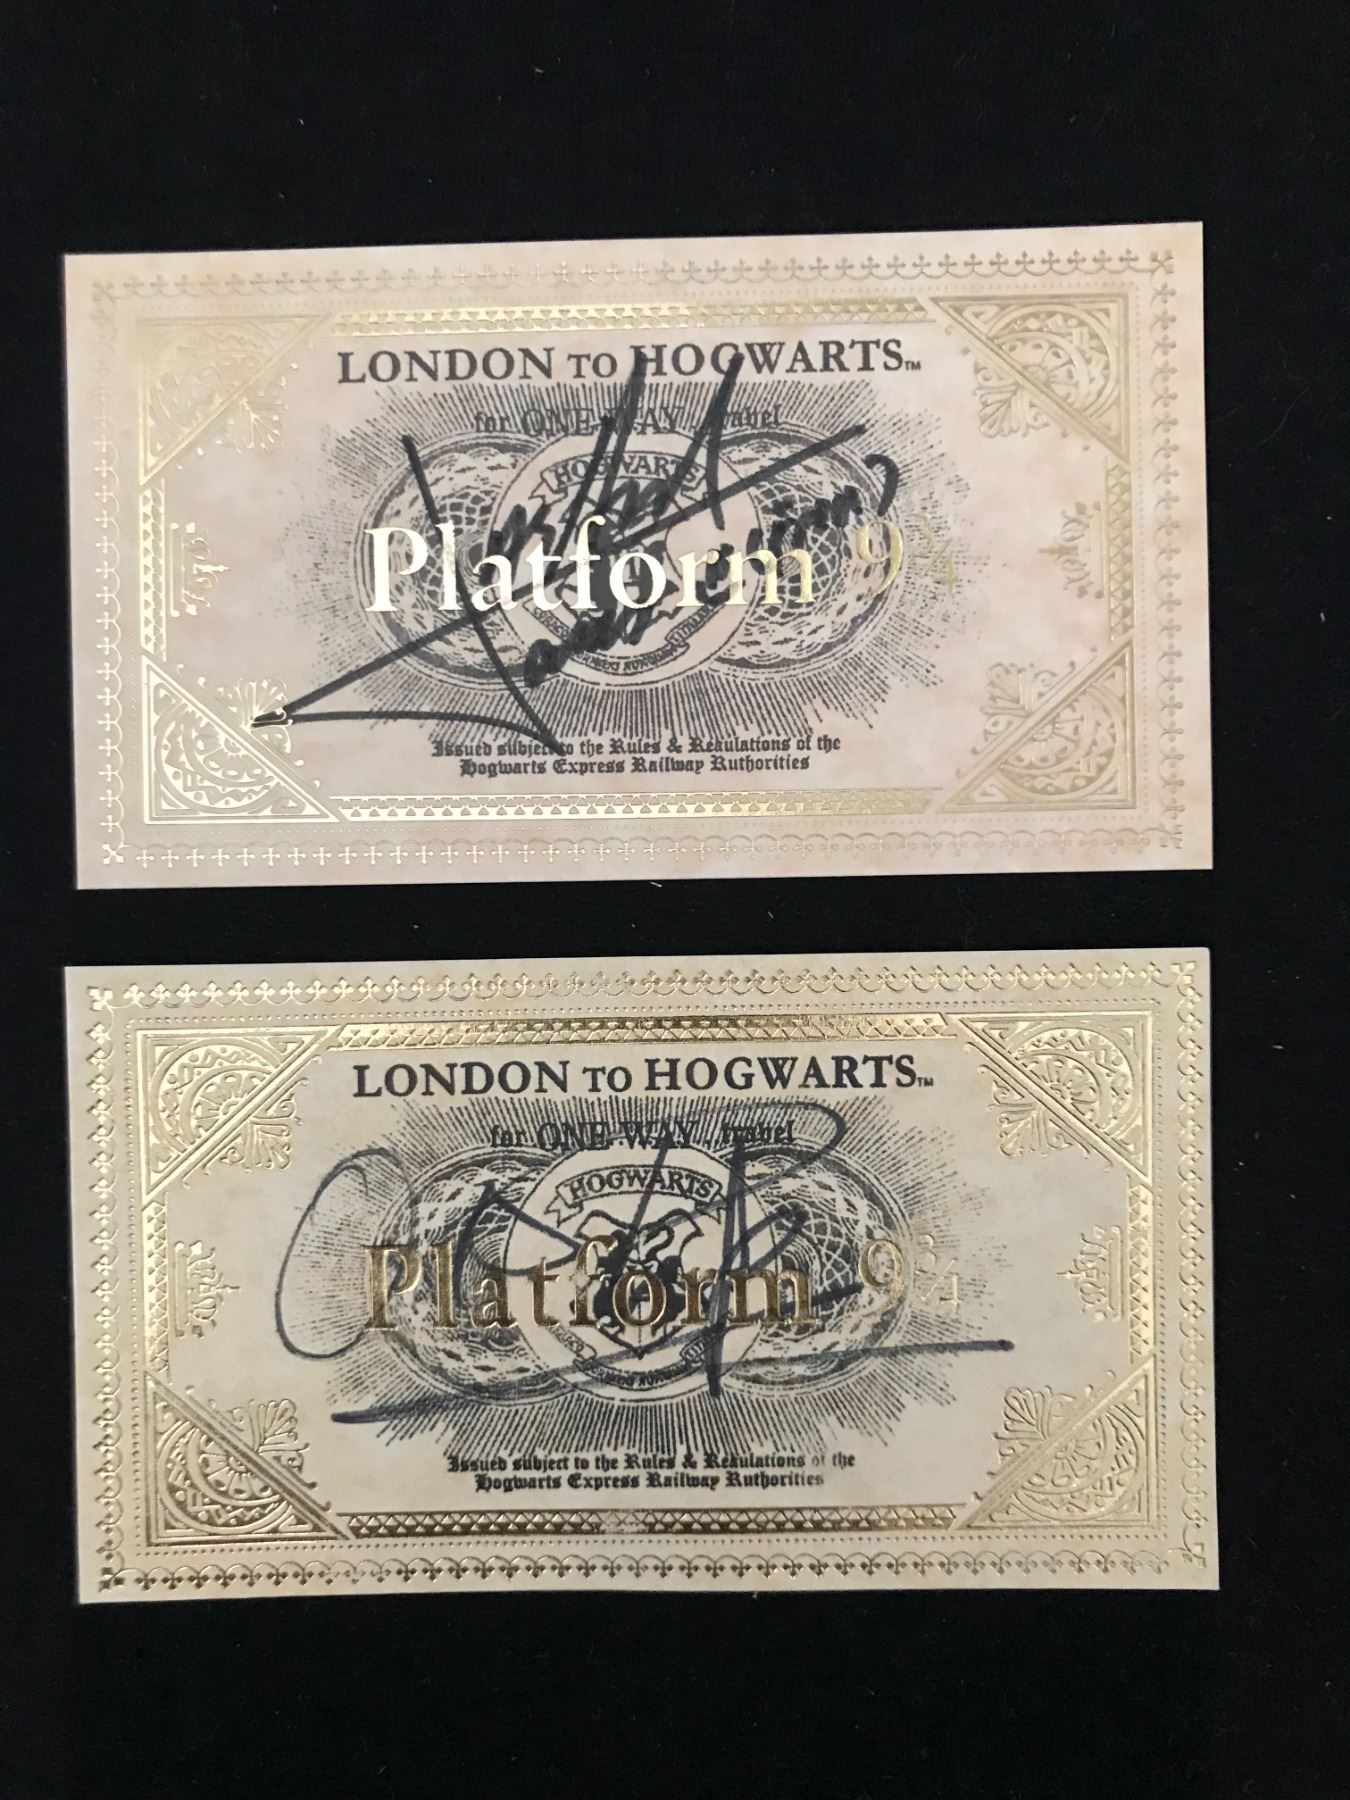 LONDON TO HOGWARTS™
for ONE WAY travel
HOGWARTS
Platform 9¾
Issued subject to the Rules & Regulations of the
Hogwarts Express Railway Authorities
LONDON TO HOGWARTS™
for ONE WAY travel
HOGWARTS
Platform 9¾
Issued subject to the Rules & Regulations of the
Hogwarts Express Railway Authorities